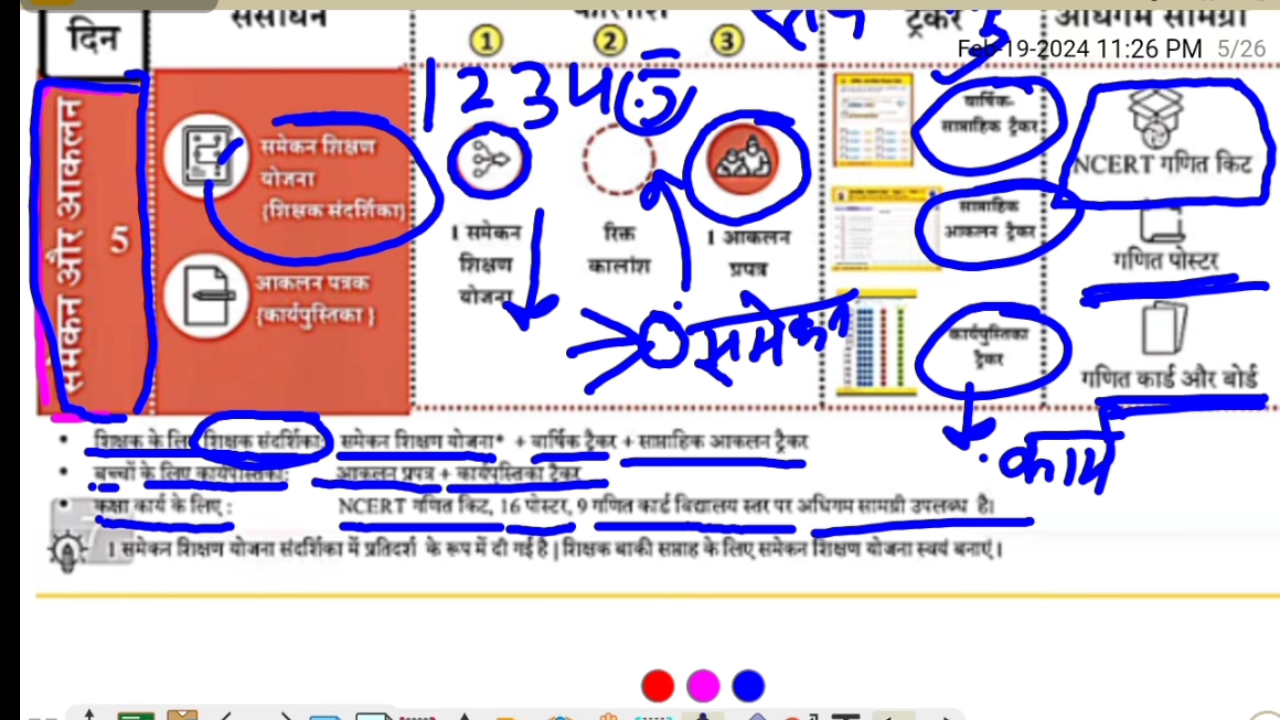 दिन
संसाधन
कालांश
ट्रैकर
अधिगम सामग्री
1 2 3
Feb-19-2024 11:26 PM 5/26
1 2 3 4 5
समेकन और आकलन
5
समेकन शिक्षण
योजना
{शिक्षक संदर्शिका}
आकलन पत्रक
{कार्यपुस्तिका }
1 समेकन
शिक्षण
योजना
रिक्त
कालांश
1 आकलन
प्रपत्र
समेकन
वार्षिक-
साप्ताहिक ट्रैकर
साप्ताहिक
आकलन ट्रैकर
कार्यपुस्तिका
ट्रैकर
कार्य
NCERT गणित किट
गणित पोस्टर
गणित कार्ड और बोर्ड
• शिक्षक के लिए शिक्षक संदर्शिका: समेकन शिक्षण योजना* + वार्षिक ट्रैकर + साप्ताहिक आकलन ट्रैकर
• बच्चों के लिए कार्यपुस्तिका: आकलन प्रपत्र + कार्यपुस्तिका ट्रैकर
• कक्षा कार्य के लिए : NCERT गणित किट, 16 पोस्टर, 9 गणित कार्ड विद्यालय स्तर पर अधिगम सामग्री उपलब्ध है।
1 समेकन शिक्षण योजना संदर्शिका में प्रतिदर्श के रूप में दी गई है | शिक्षक बाकी सप्ताह के लिए समेकन शिक्षण योजना स्वयं बनाएं।